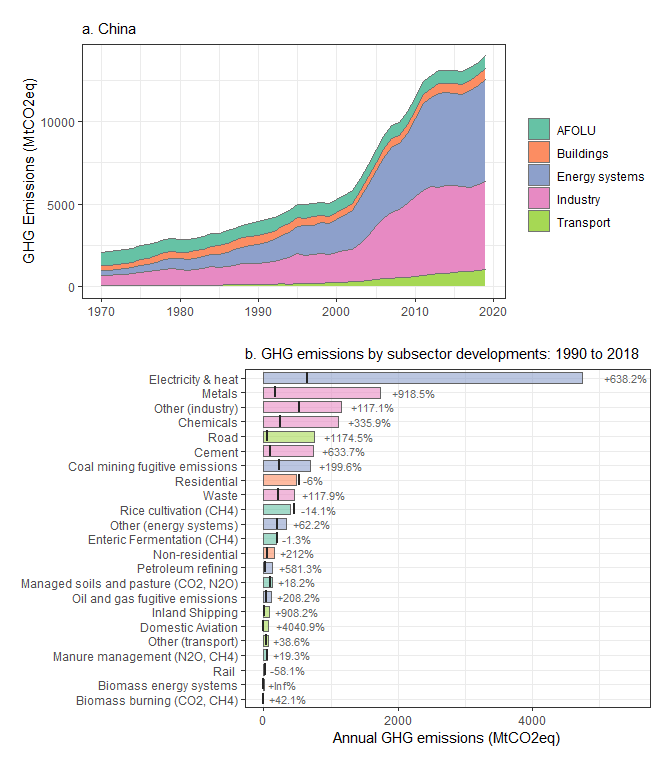 a. China
GHG Emissions (MtCO2eq)
10000
5000
0
1970
1980
1990
2000
2010
2020
AFOLU
Buildings
Energy systems
Industry
Transport
b. GHG emissions by subsector developments: 1990 to 2018
Electricity & heat +638.2%
Metals +918.5%
Other (industry) +117.1%
Chemicals +335.9%
Road +1174.5%
Cement +633.7%
Coal mining fugitive emissions +199.6%
Residential -6%
Waste +117.9%
Rice cultivation (CH4) -14.1%
Other (energy systems) +62.2%
Enteric Fermentation (CH4) -1.3%
Non-residential +212%
Petroleum refining +581.3%
Managed soils and pasture (CO2, N2O) +18.2%
Oil and gas fugitive emissions +208.2%
Inland Shipping +908.2%
Domestic Aviation +4040.9%
Other (transport) +38.6%
Manure management (N2O, CH4) +19.3%
Rail -58.1%
Biomass energy systems +Inf%
Biomass burning (CO2, CH4) +42.1%
0
2000
4000
Annual GHG emissions (MtCO2eq)